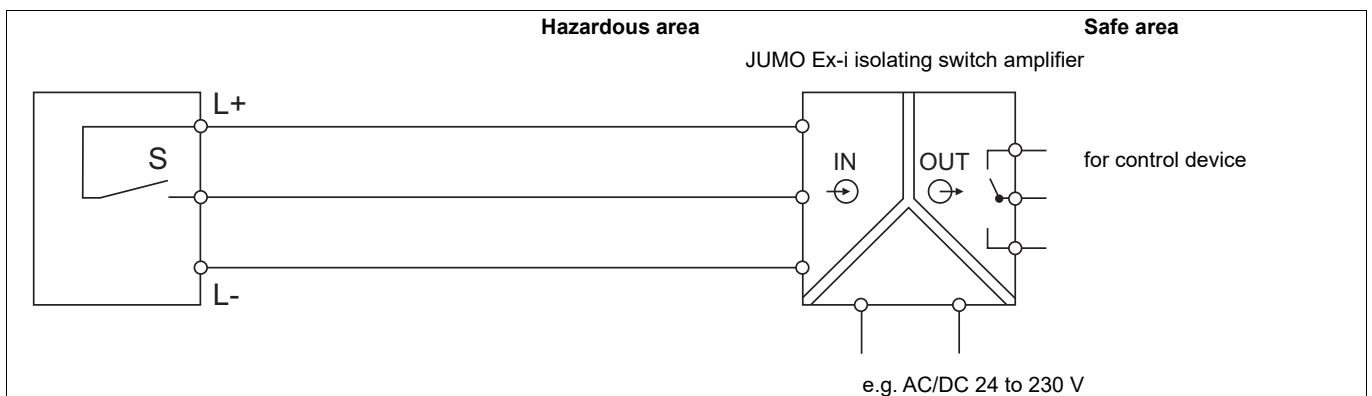 Hazardous area
Safe area
JUMO Ex-i isolating switch amplifier
L+
S
IN
OUT
for control device
L-
e.g. AC/DC 24 to 230 V